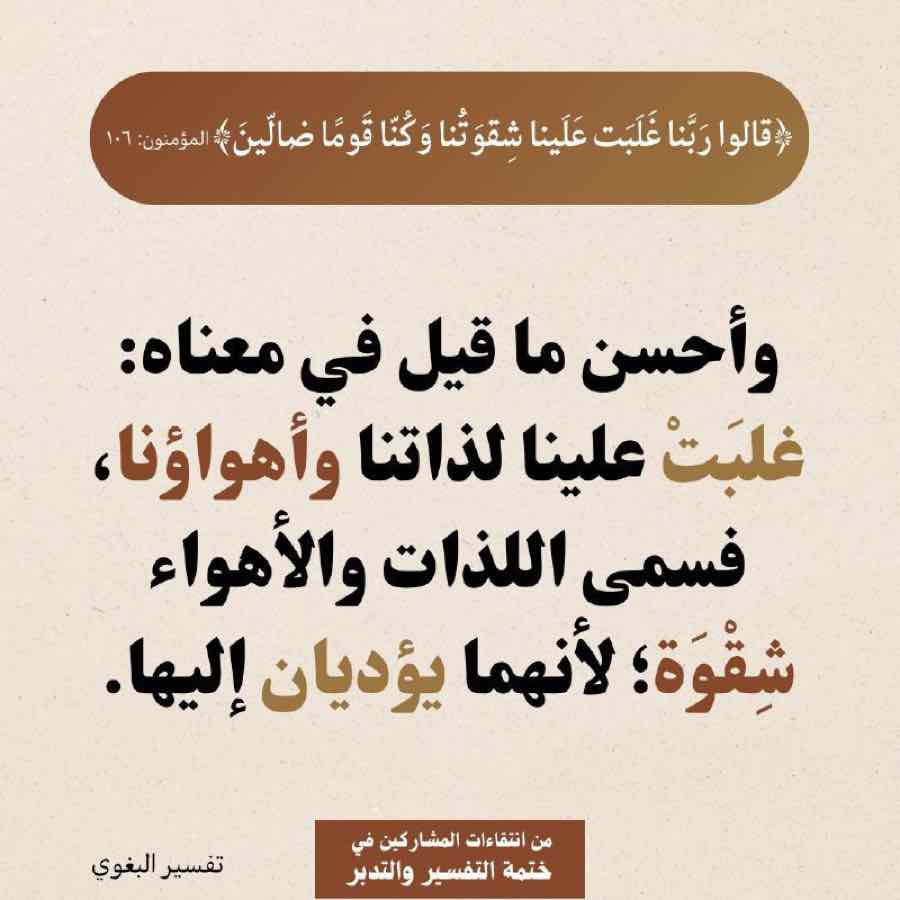 ﴿قالوا رَبَّنا غَلَبَت عَلَينا شِقوَتُنا وَكُنّا قَومًا ضالّينَ﴾ المؤمنون: ١٠٦
وأحسن ما قيل في معناه:
غلبَتْ علينا لذاتنا وأهواؤنا،
فسمى اللذات والأهواء
شِقْوَة؛ لأنهما يؤديان إليها.
من انتقاءات المشاركين في
ختمة التفسير والتدبر
تفسير البغوي